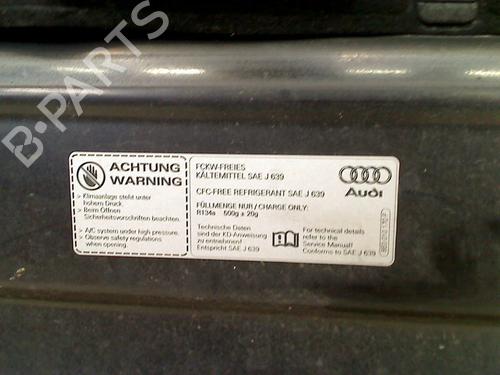 B-PARTS
ACHTUNG
WARNING
> Klimaanlage steht unter
hohem Druck.
> Beim Öffnen
Sicherheitsvorschriften beachten.
> A/C system under high pressure.
> Observe safety regulations
when opening.
FCKW-FREIES
KÄLTEMITTEL SAE J 639
CFC-FREE REFRIGERANT SAE J 639
FÜLLMENGE NUR / CHARGE ONLY:
R134a 500g ± 20g
Technische Daten
sind der KD-Anweisung
zu entnehmen!
Entspricht SAE J 639
For technical details
refer to the
Service Manual!
Conforms to SAE J 639
Audi